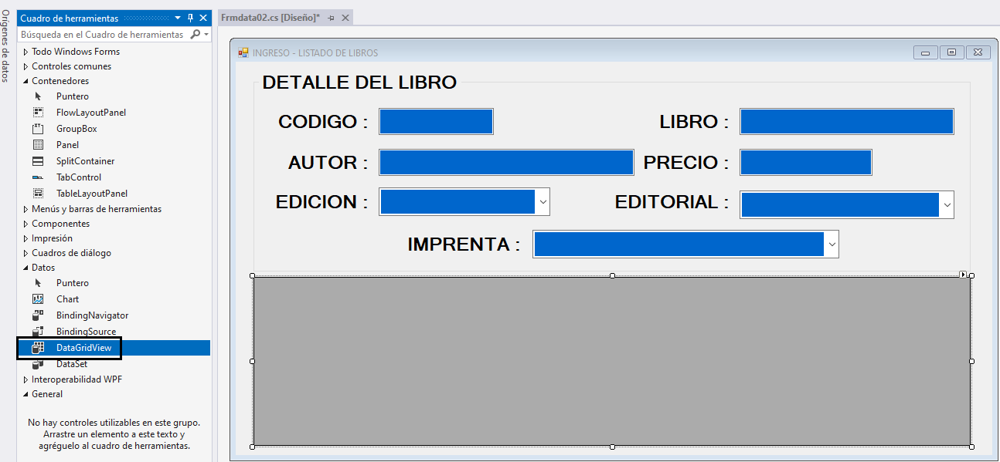 Orígenes de datos
Cuadro de herramientas
Búsqueda en el Cuadro de herramientas
Todo Windows Forms
Controles comunes
Contenedores
Puntero
FlowLayoutPanel
GroupBox
Panel
SplitContainer
TabControl
TableLayoutPanel
Menús y barras de herramientas
Componentes
Impresión
Cuadros de diálogo
Datos
Puntero
Chart
BindingNavigator
BindingSource
DataGridView
DataSet
Interoperabilidad WPF
General
No hay controles utilizables en este grupo.
Arrastre un elemento a este texto y
agréguelo al cuadro de herramientas.
Frmdata02.cs [Diseño]*
INGRESO - LISTADO DE LIBROS
DETALLE DEL LIBRO
CODIGO : LIBRO :
AUTOR : PRECIO :
EDICION : EDITORIAL :
IMPRENTA :